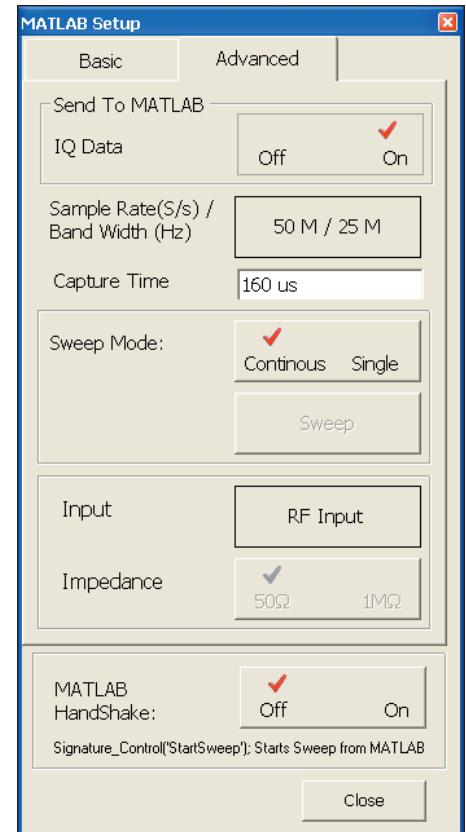 MATLAB Setup
Basic Advanced
Send To MATLAB
IQ Data
Off On
Sample Rate(S/s) /
Band Width (Hz)
50 M / 25 M
Capture Time
160 us
Sweep Mode:
Continous Single
Sweep
Input
RF Input
Impedance
50Ω 1MΩ
MATLAB
HandShake:
Off On
Signature_Control('StartSweep'); Starts Sweep from MATLAB
Close